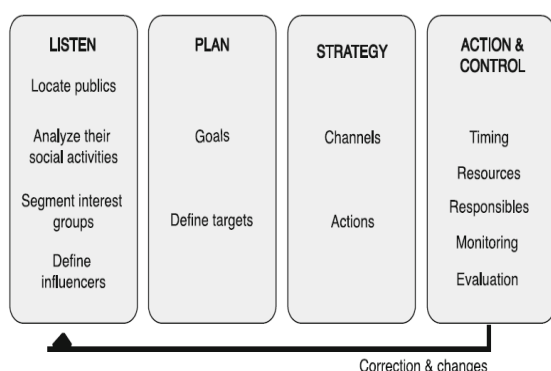 LISTEN
Locate publics
Analyze their
social activities
Segment interest
groups
Define
influencers
PLAN
Goals
Define targets
STRATEGY
Channels
Actions
ACTION &
CONTROL
Timing
Resources
Responsibles
Monitoring
Evaluation
Correction & changes